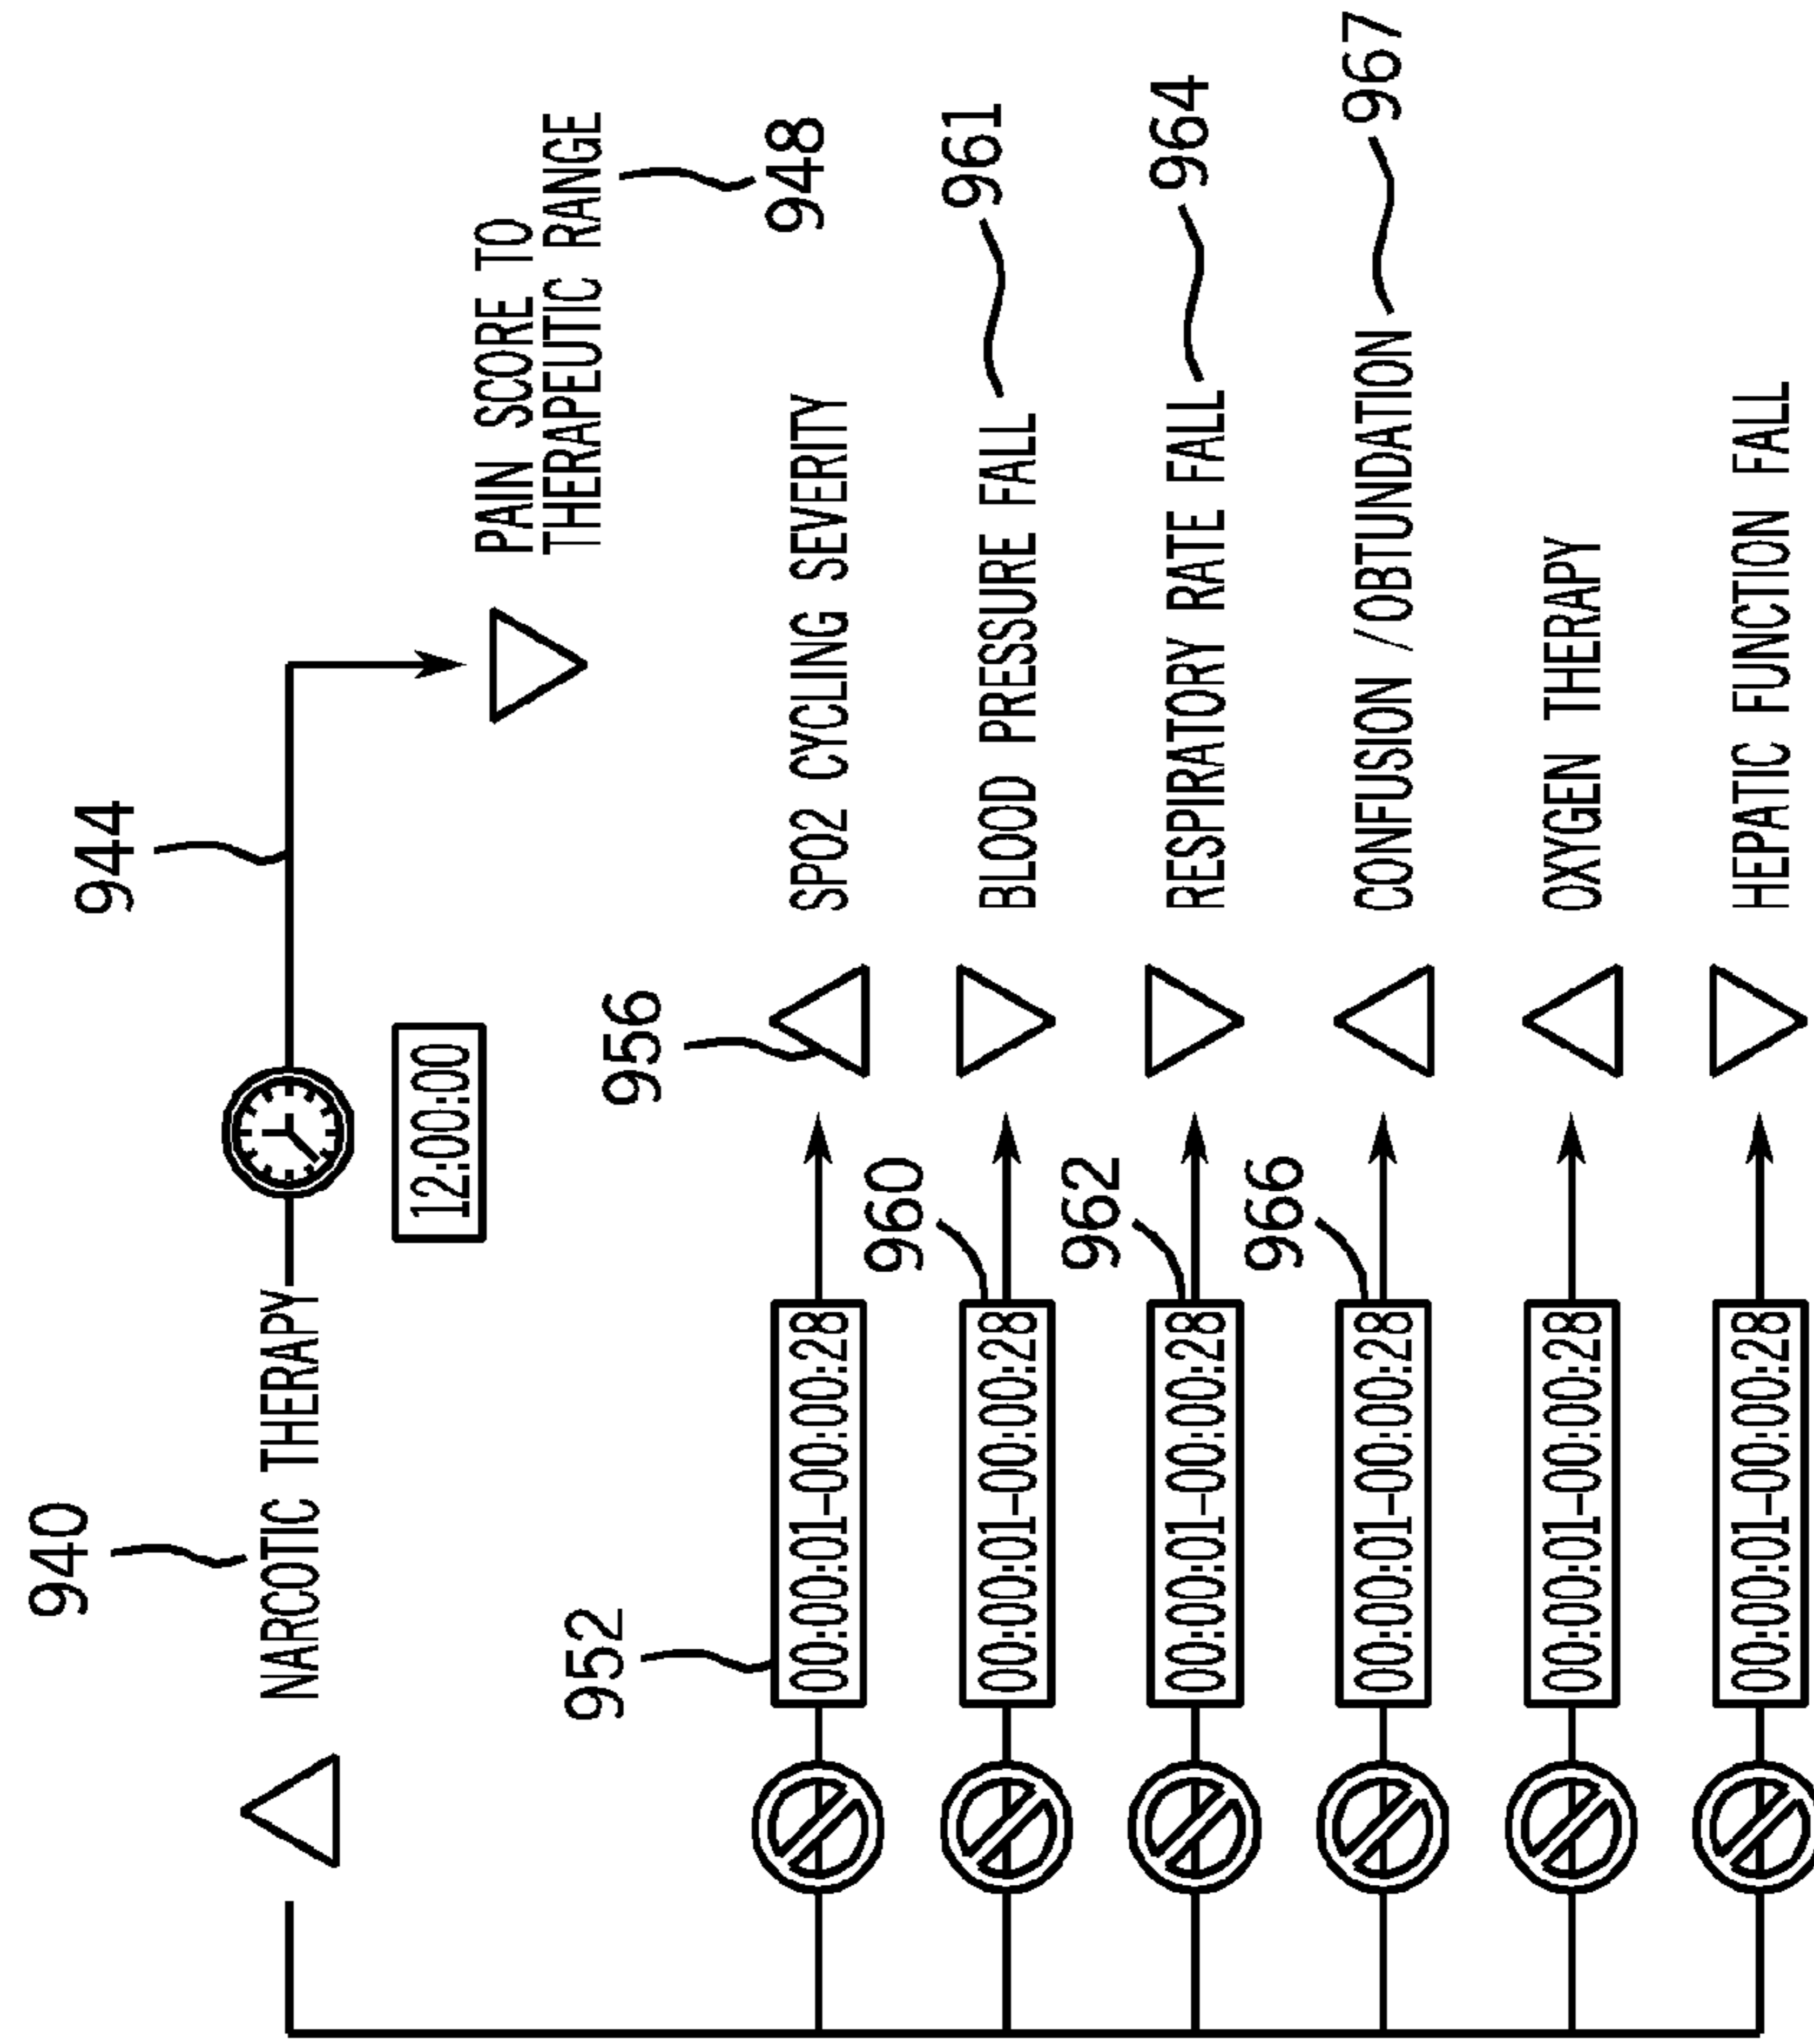 940
NARCOTIC THERAPY
12:00:00
944
PAIN SCORE TO
THERAPEUTIC RANGE
948
952
00:00:01-00:00:28
956
SPO2 CYCLING SEVERITY
960
00:00:01-00:00:28
BLOOD PRESSURE FALL
961
962
00:00:01-00:00:28
RESPIRATORY RATE FALL
964
966
00:00:01-00:00:28
CONFUSION /OBTUNDATION
967
00:00:01-00:00:28
OXYGEN THERAPY
00:00:01-00:00:28
HEPATIC FUNCTION FALL